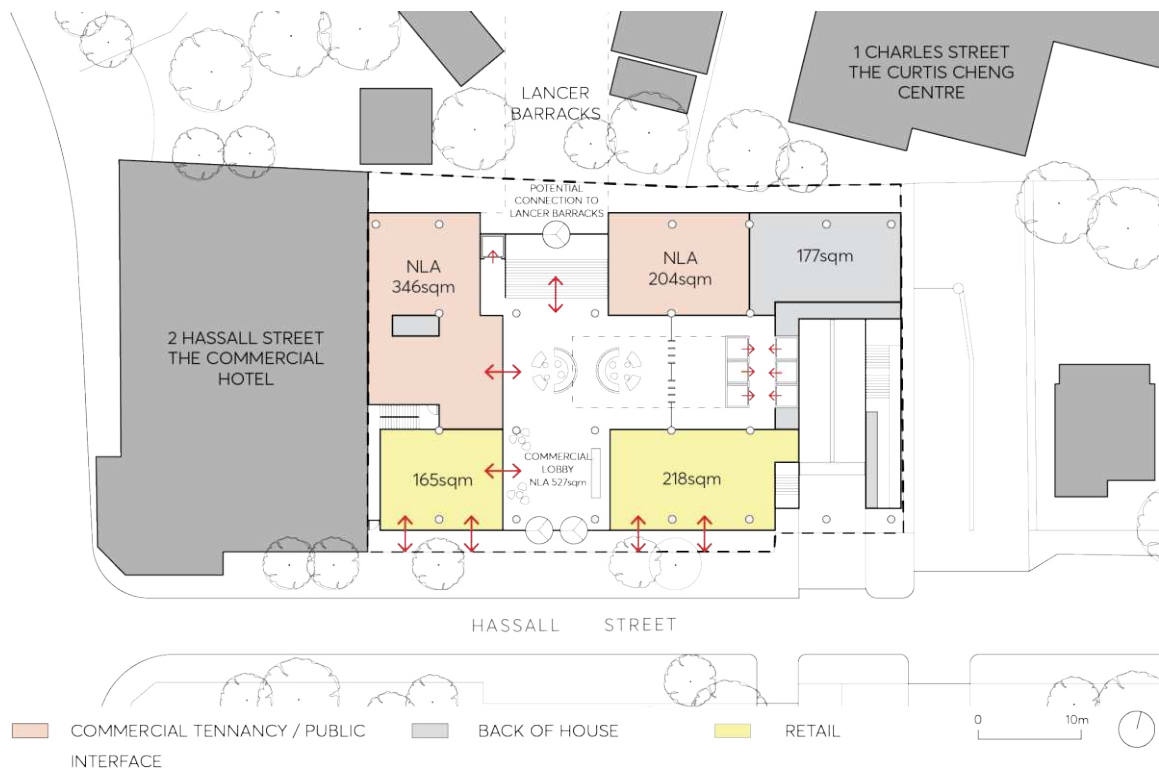 1 CHARLES STREET
THE CURTIS CHENG
CENTRE
LANCER
BARRACKS
POTENTIAL
CONNECTION TO
LANCER BARRACKS
NLA
346sqm
NLA
204sqm
177sqm
2 HASSALL STREET
THE COMMERCIAL
HOTEL
COMMERCIAL
LOBBY
NLA 527sqm
165sqm
218sqm
HASSALL STREET
COMMERCIAL TENNANCY / PUBLIC
INTERFACE
BACK OF HOUSE
RETAIL
0 10m